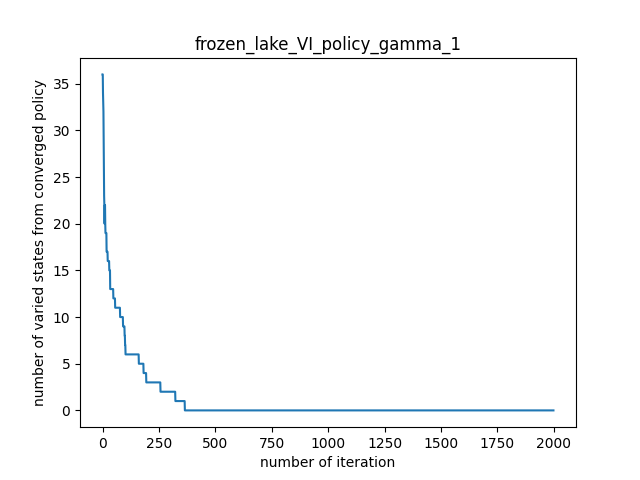 frozen_lake_VI_policy_gamma_1
number of varied states from converged policy
35
30
25
20
15
10
5
0
0 250 500 750 1000 1250 1500 1750 2000
number of iteration